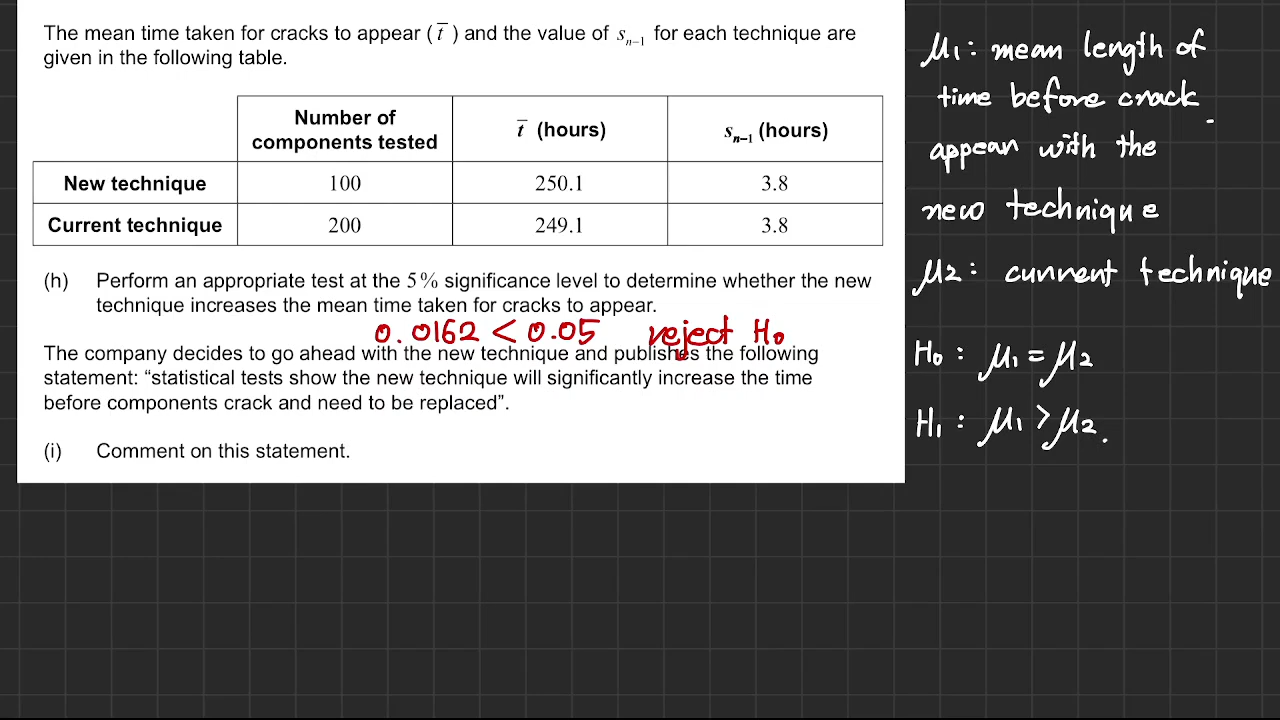 The mean time taken for cracks to appear (t̅) and the value of sₙ₋₁ for each technique are
given in the following table.
Number of components tested t̅ (hours) sₙ₋₁ (hours)
New technique 100 250.1 3.8
Current technique 200 249.1 3.8
(h) Perform an appropriate test at the 5% significance level to determine whether the new
technique increases the mean time taken for cracks to appear.
0.0162 < 0.05 reject H₀
The company decides to go ahead with the new technique and publishes the following
statement: “statistical tests show the new technique will significantly increase the time
before components crack and need to be replaced”.
(i) Comment on this statement.
μ₁: mean length of
time before crack
appear with the
new technique
μ₂: current technique
H₀: μ₁ = μ₂
H₁: μ₁ > μ₂.